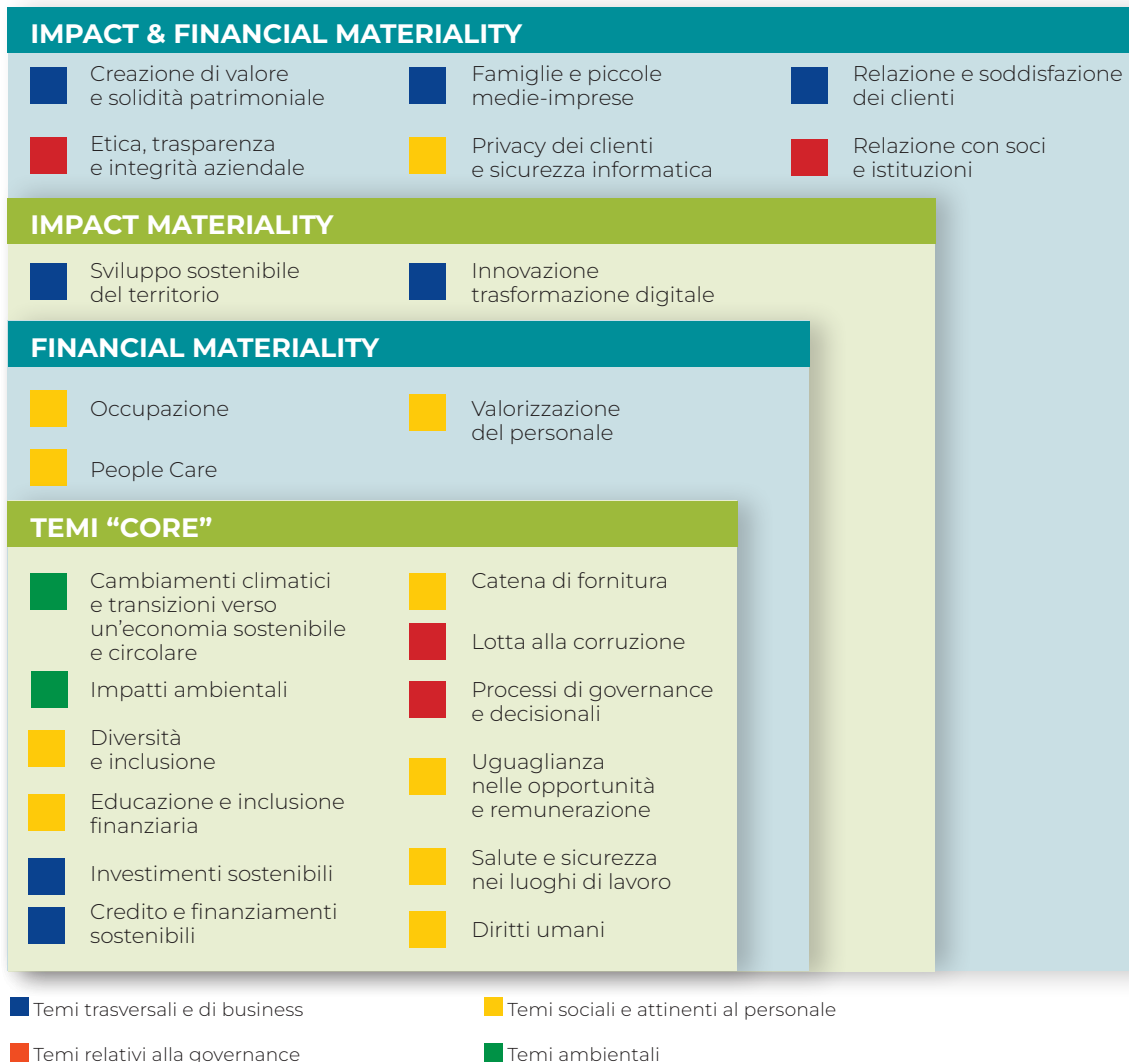 IMPACT & FINANCIAL MATERIALITY
Creazione di valore
e solidità patrimoniale
Famiglie e piccole
medie-imprese
Relazione e soddisfazione
dei clienti
Etica, trasparenza
e integrità aziendale
Privacy dei clienti
e sicurezza informatica
Relazione con soci
e istituzioni
IMPACT MATERIALITY
Sviluppo sostenibile
del territorio
Innovazione
trasformazione digitale
FINANCIAL MATERIALITY
Occupazione
Valorizzazione
del personale
People Care
TEMI “CORE”
Cambiamenti climatici
e transizioni verso
un’economia sostenibile
e circolare
Impatti ambientali
Diversità
e inclusione
Educazione e inclusione
finanziaria
Investimenti sostenibili
Credito e finanziamenti
sostenibili
Catena di fornitura
Lotta alla corruzione
Processi di governance
e decisionali
Uguaglianza
nelle opportunità
e remunerazione
Salute e sicurezza
nei luoghi di lavoro
Diritti umani
Temi trasversali e di business
Temi sociali e attinenti al personale
Temi relativi alla governance
Temi ambientali